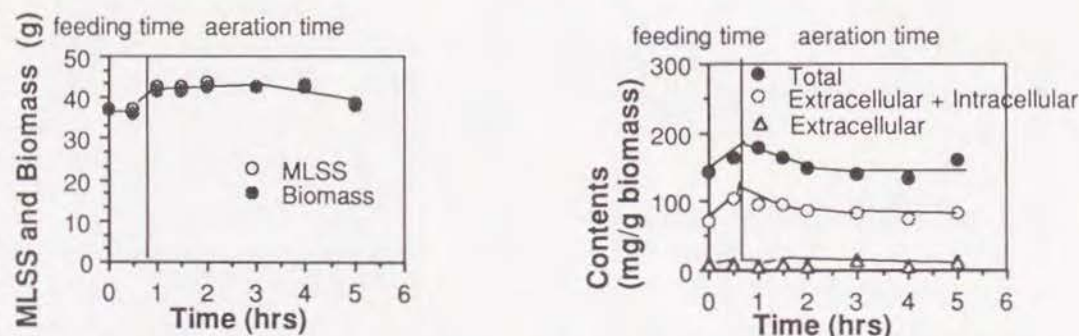 feeding time aeration time
MLSS and Biomass (g)
50
40
30
20
10
0
MLSS
Biomass
0 1 2 3 4 5 6
Time (hrs)
feeding time aeration time
Contents
(mg/g biomass)
300
200
100
0
Total
Extracellular + Intracellular
Extracellular
0 1 2 3 4 5 6
Time (hrs)